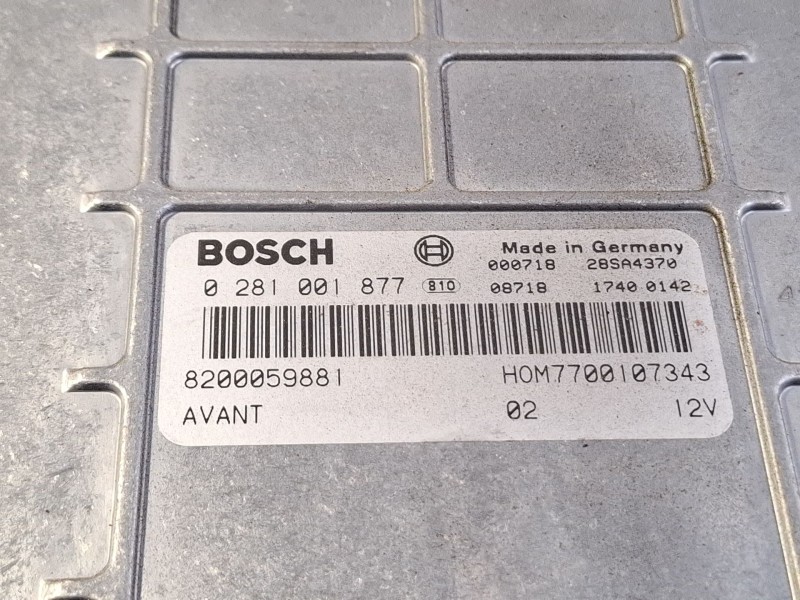 BOSCH Made in Germany
000718 28SA4370
0 281 001 877 810 08718 1740 0142
8200059881 HOM7700107343
AVANT 02 12V